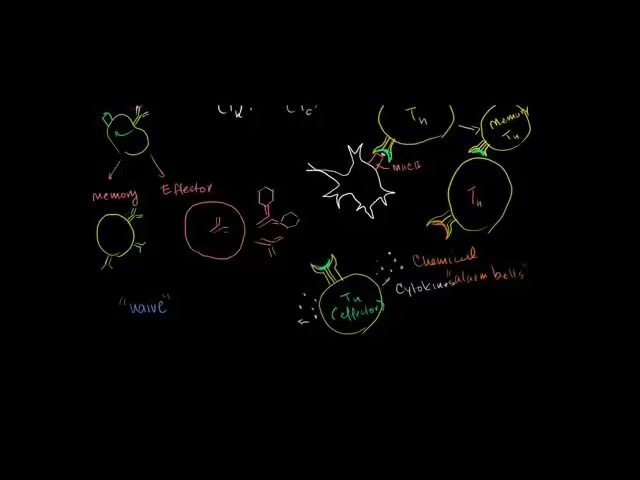 Th
Memory
Th
MHC II
Memory
Effector
Th
Chemical
Cytokines "alarm bells"
"naive"
Th
(effector)